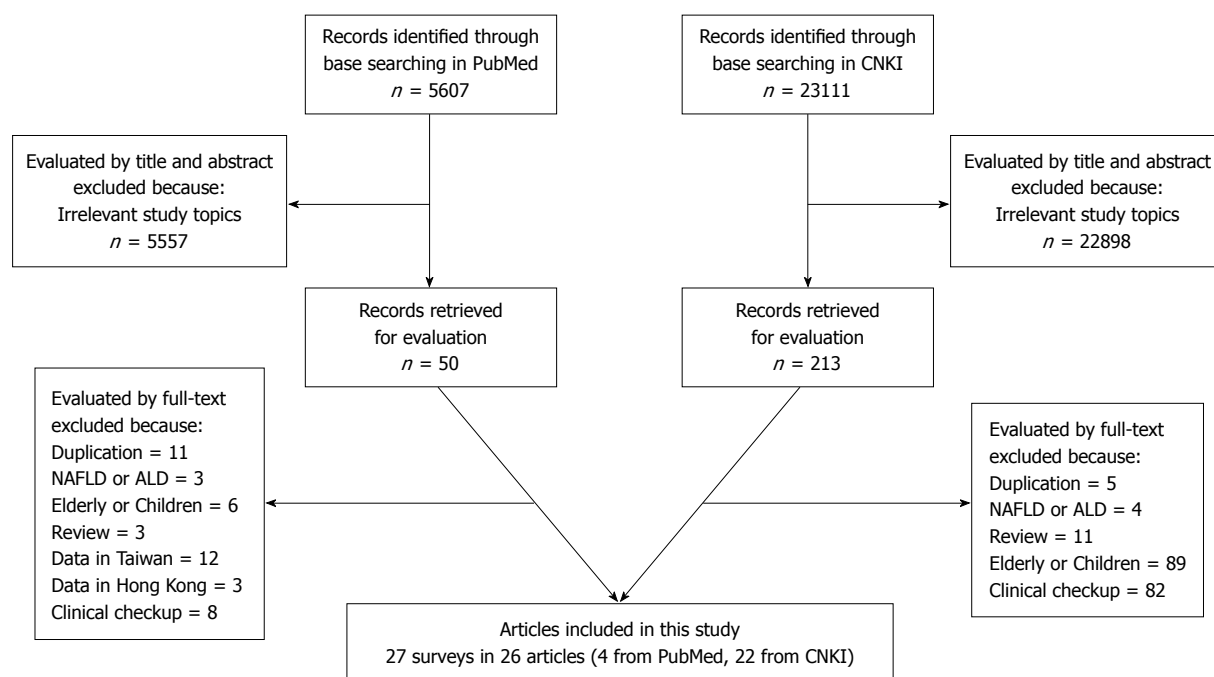 Records identified through
base searching in PubMed
n = 5607
Records identified through
base searching in CNKI
n = 23111
Evaluated by title and abstract
excluded because:
Irrelevant study topics
n = 5557
Evaluated by title and abstract
excluded because:
Irrelevant study topics
n = 22898
Records retrieved
for evaluation
n = 50
Records retrieved
for evaluation
n = 213
Evaluated by full-text
excluded because:
Duplication = 11
NAFLD or ALD = 3
Elderly or Children = 6
Review = 3
Data in Taiwan = 12
Data in Hong Kong = 3
Clinical checkup = 8
Evaluated by full-text
excluded because:
Duplication = 5
NAFLD or ALD = 4
Review = 11
Elderly or Children = 89
Clinical checkup = 82
Articles included in this study
27 surveys in 26 articles (4 from PubMed, 22 from CNKI)